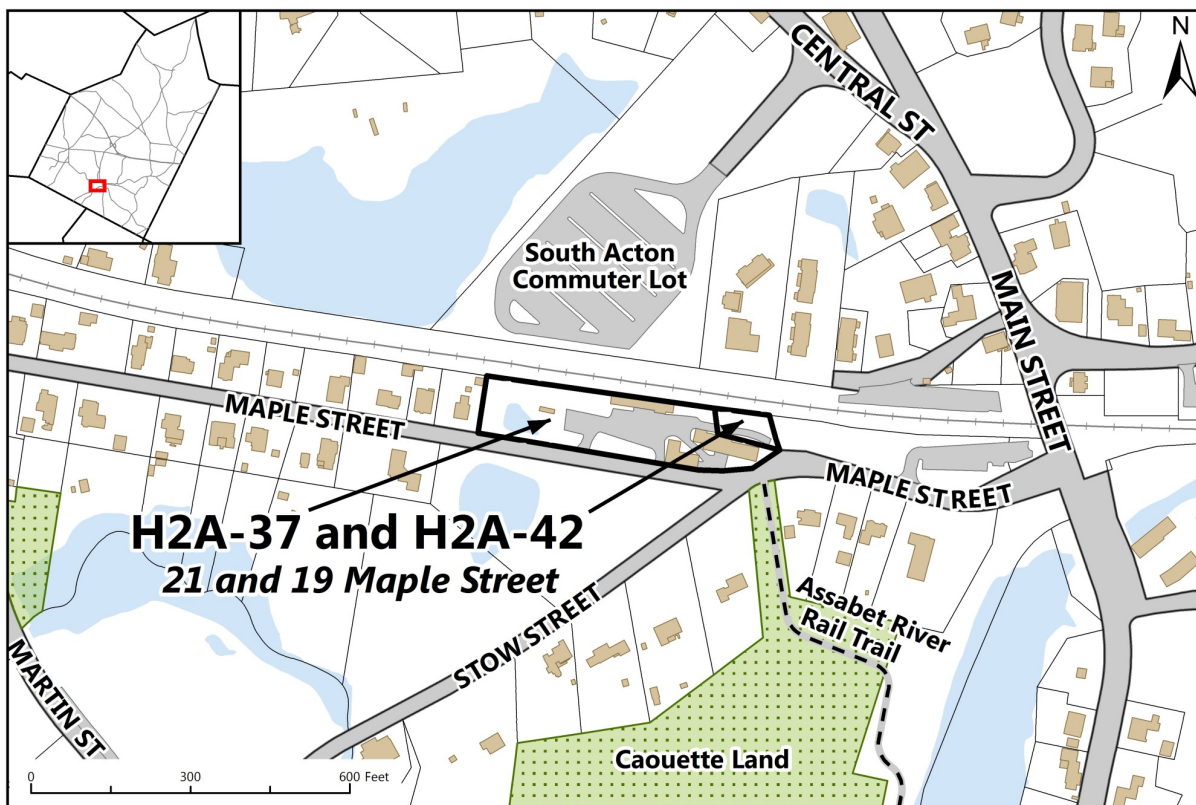 N
CENTRAL ST
South Acton
Commuter Lot
MAIN STREET
MAPLE STREET
MAPLE STREET
H2A-37 and H2A-42
21 and 19 Maple Street
Assabet River
Rail Trail
STOW STREET
MARTIN ST
Caouette Land
0 300 600 Feet